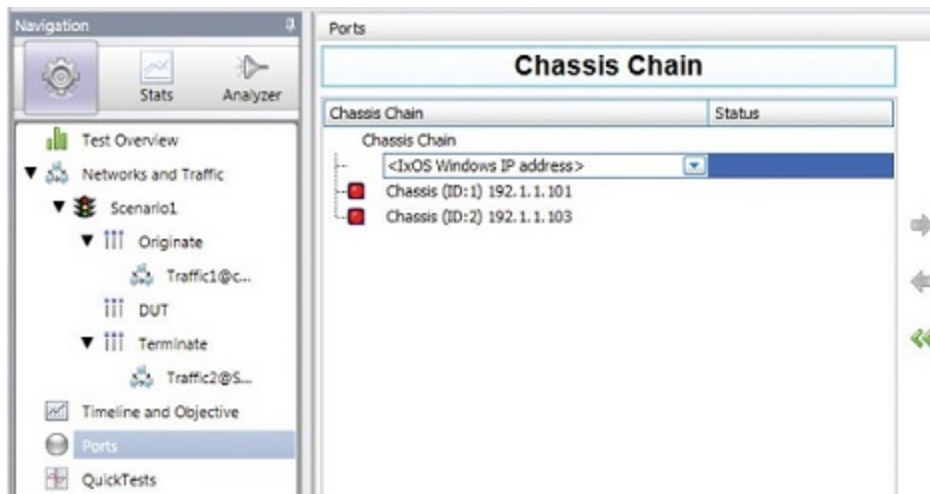 Navigation
Stats
Analyzer
Test Overview
Networks and Traffic
Scenario1
Originate
Traffic1@c...
DUT
Terminate
Traffic2@S...
Timeline and Objective
Ports
QuickTests
Ports
Chassis Chain
Chassis Chain Status
Chassis Chain
<IxOS Windows IP address>
Chassis (ID:1) 192.1.1.101
Chassis (ID:2) 192.1.1.103